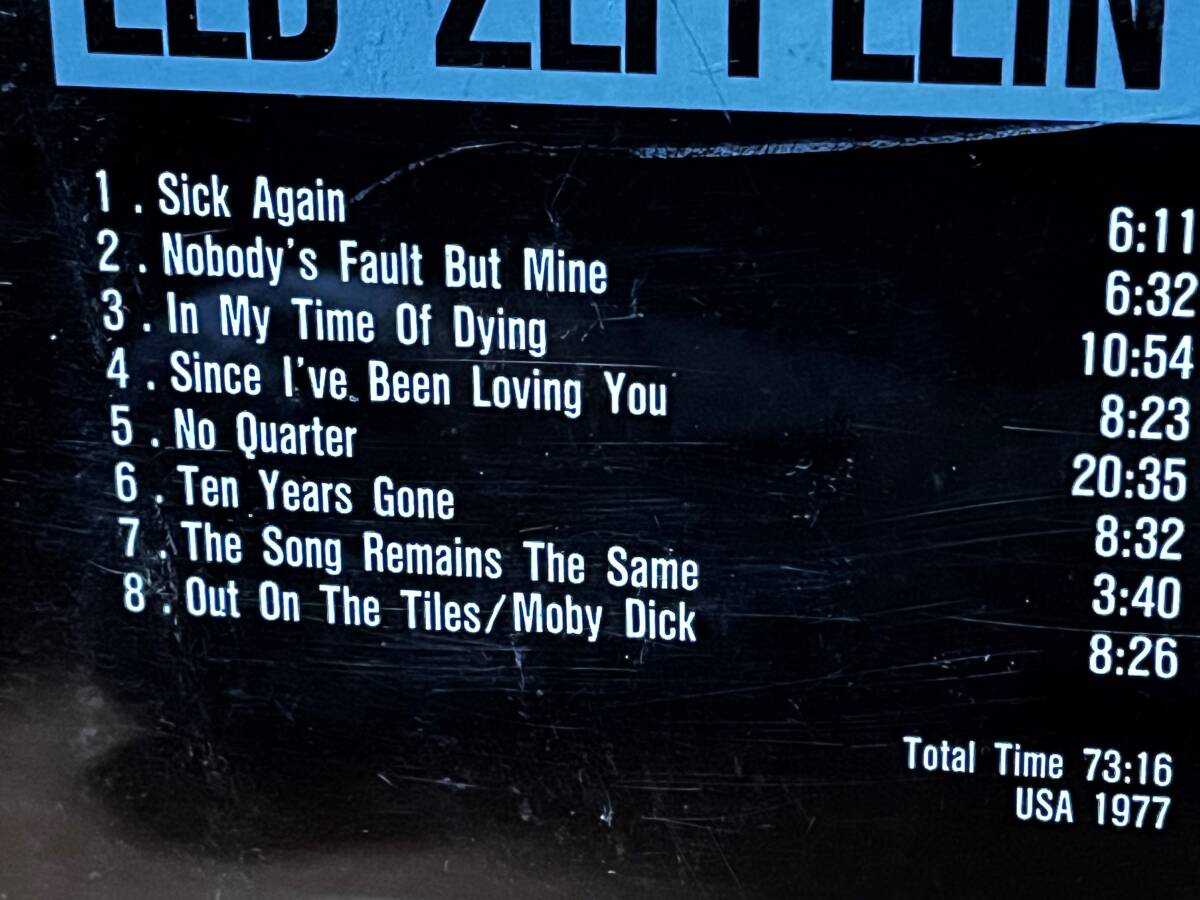 LED ZEPPELIN
1 . Sick Again 6:11
2 . Nobody's Fault But Mine 6:32
3 . In My Time Of Dying 10:54
4 . Since I've Been Loving You 8:23
5 . No Quarter 20:35
6 . Ten Years Gone 8:32
7 . The Song Remains The Same 3:40
8 . Out On The Tiles/Moby Dick 8:26
Total Time 73:16
USA 1977